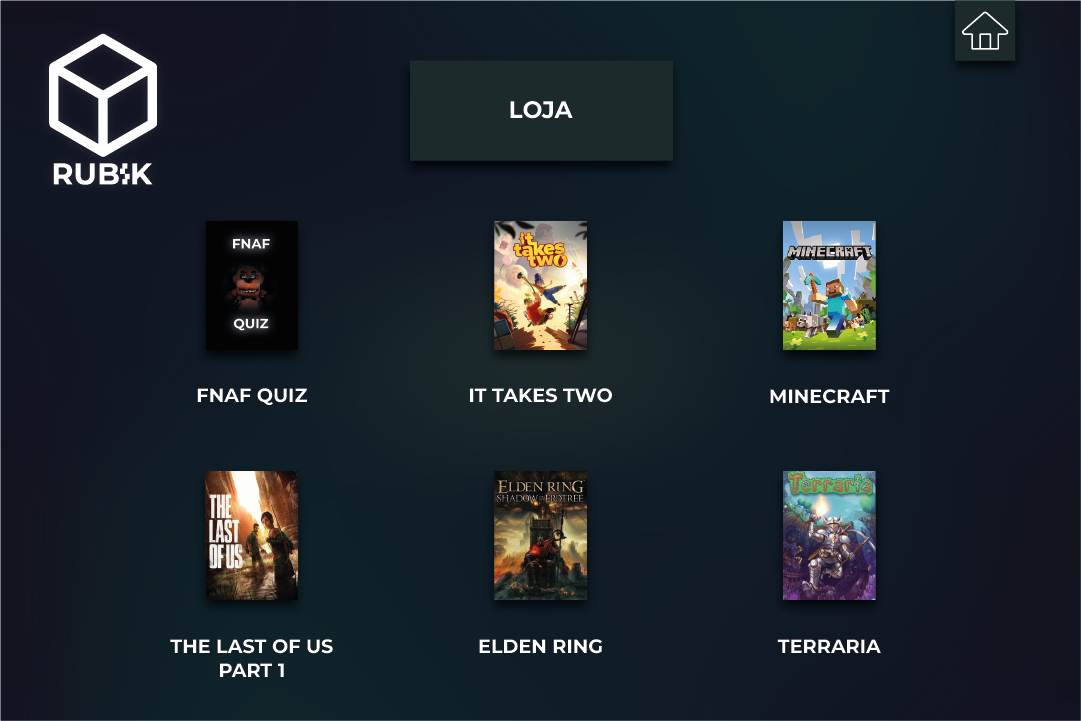 RUBIK
LOJA
FNAF
QUIZ
It
takes
two
MINECRAFT
FNAF QUIZ
IT TAKES TWO
MINECRAFT
THE
LAST
OF US
ELDEN RING
SHADOW OF THE ERDTREE
Terraria
THE LAST OF US
PART 1
ELDEN RING
TERRARIA